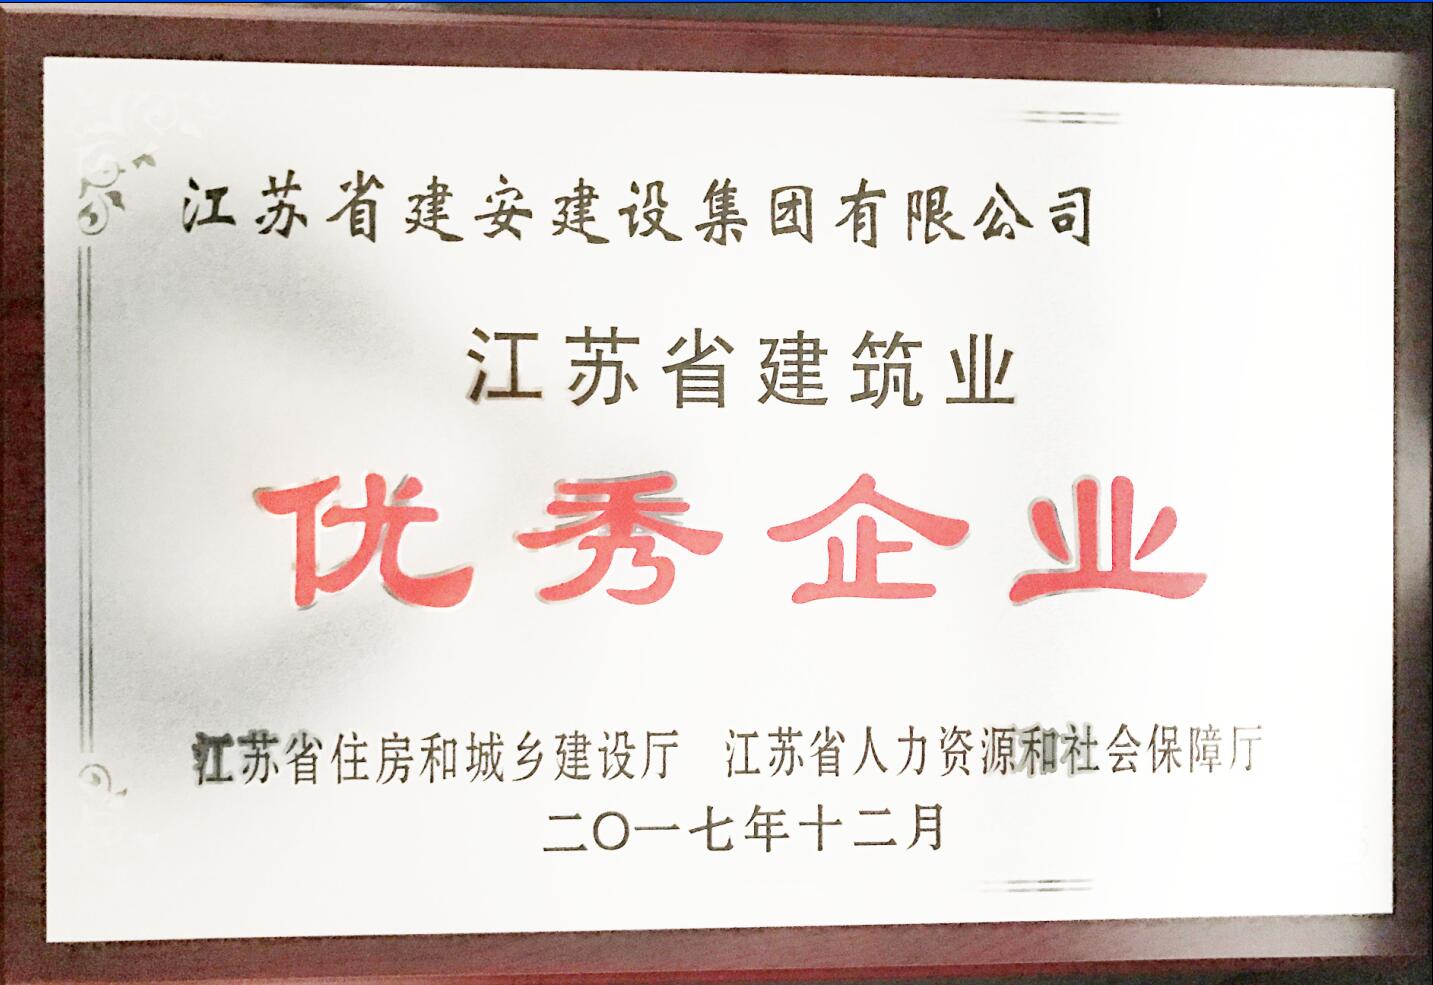 江苏省建安建设集团有限公司
江苏省建筑业
优秀企业
江苏省住房和城乡建设厅 江苏省人力资源和社会保障厅
二〇一七年十二月